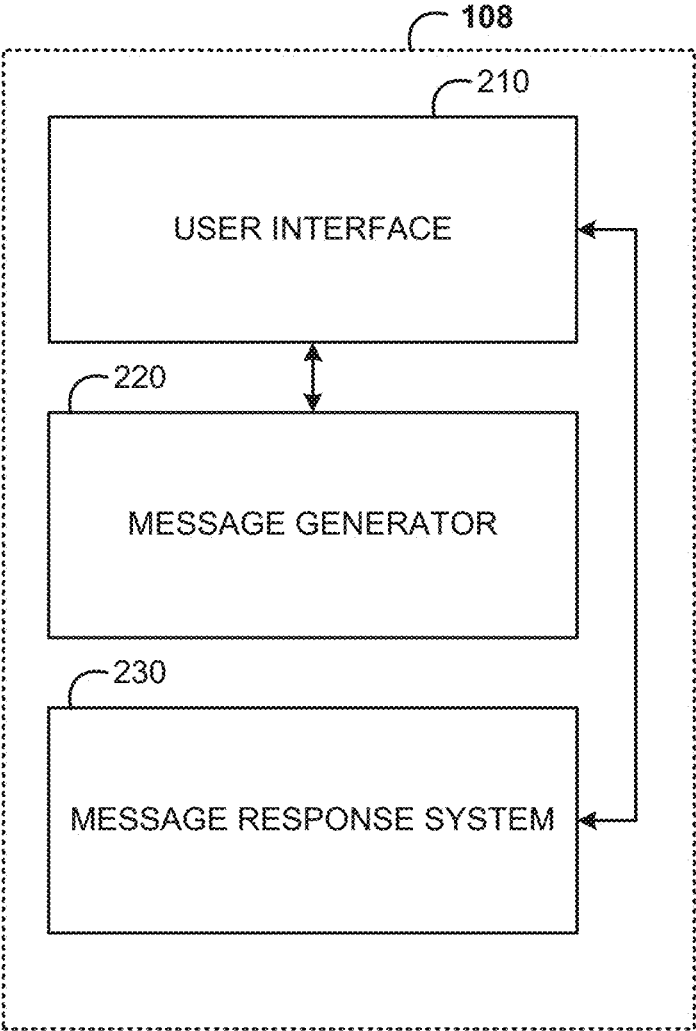 108
210
USER INTERFACE
220
MESSAGE GENERATOR
230
MESSAGE RESPONSE SYSTEM